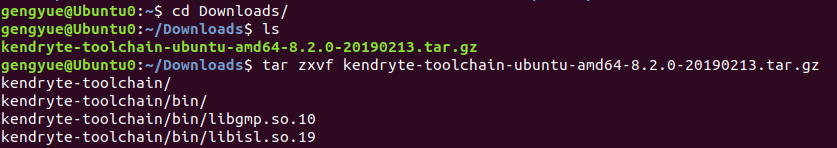 gengyue@Ubuntu0:~$ cd Downloads/
gengyue@Ubuntu0:~/Downloads$ ls
kendryte-toolchain-ubuntu-amd64-8.2.0-20190213.tar.gz
gengyue@Ubuntu0:~/Downloads$ tar zxvf kendryte-toolchain-ubuntu-amd64-8.2.0-20190213.tar.gz
kendryte-toolchain/
kendryte-toolchain/bin/
kendryte-toolchain/bin/libgmp.so.10
kendryte-toolchain/bin/libisl.so.19